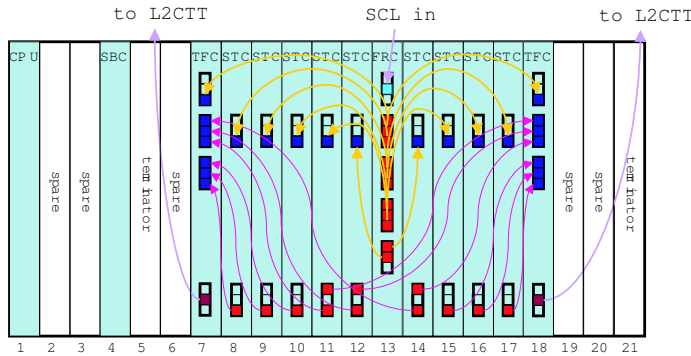 to L2CTT SCL in to L2CTT
CPU SBC TFC STC STC STC STC STC FRC STC STC STC STC TFC
spare spare terminator spare spare spare terminator
1 2 3 4 5 6 7 8 9 10 11 12 13 14 15 16 17 18 19 20 21